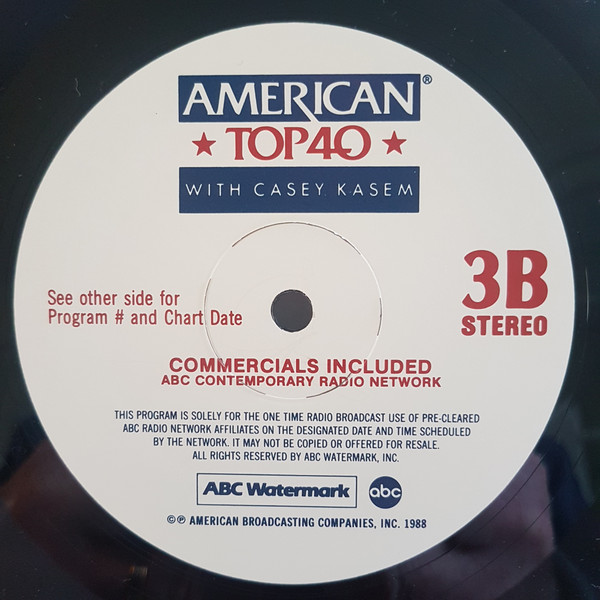 AMERICAN®
★ TOP40 ★
WITH CASEY KASEM
3B
STEREO
See other side for
Program # and Chart Date
COMMERCIALS INCLUDED
ABC CONTEMPORARY RADIO NETWORK
THIS PROGRAM IS SOLELY FOR THE ONE TIME RADIO BROADCAST USE OF PRE-CLEARED
ABC RADIO NETWORK AFFILIATES ON THE DESIGNATED DATE AND TIME SCHEDULED
BY THE NETWORK. IT MAY NOT BE COPIED OR OFFERED FOR RESALE.
ALL RIGHTS RESERVED BY ABC WATERMARK, INC.
ABC Watermark abc
©℗ AMERICAN BROADCASTING COMPANIES, INC. 1988